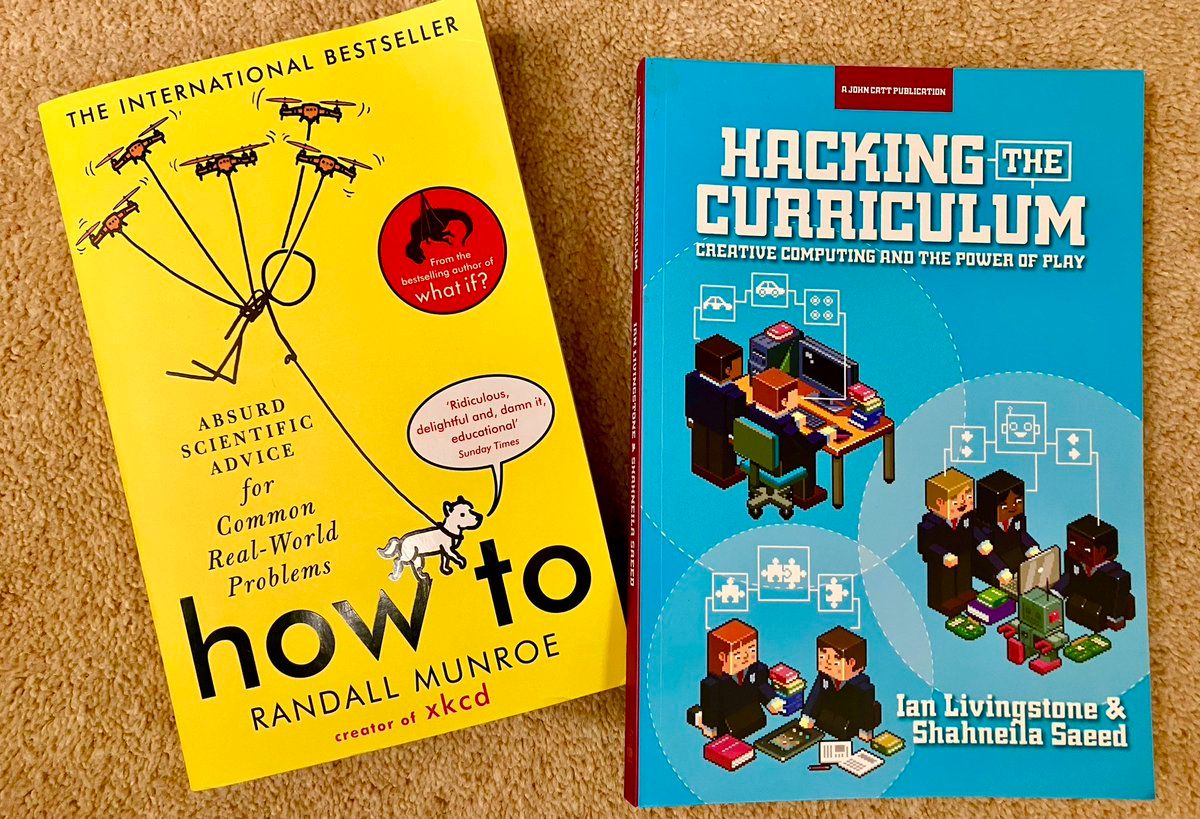 THE INTERNATIONAL BESTSELLER
From the
bestselling author of
what if?
'Ridiculous,
delightful and, damn it,
educational'
Sunday Times
ABSURD
SCIENTIFIC
ADVICE
for
Common
Real-World
Problems
how to
RANDALL MUNROE
creator of xkcd
HACKING THE CURRICULUM
IAN LIVINGSTONE & SHAHNEILA SAEED
A JOHN CATT PUBLICATION
HACKING THE
CURRICULUM
CREATIVE COMPUTING AND THE POWER OF PLAY
Ian Livingstone &
Shahneila Saeed